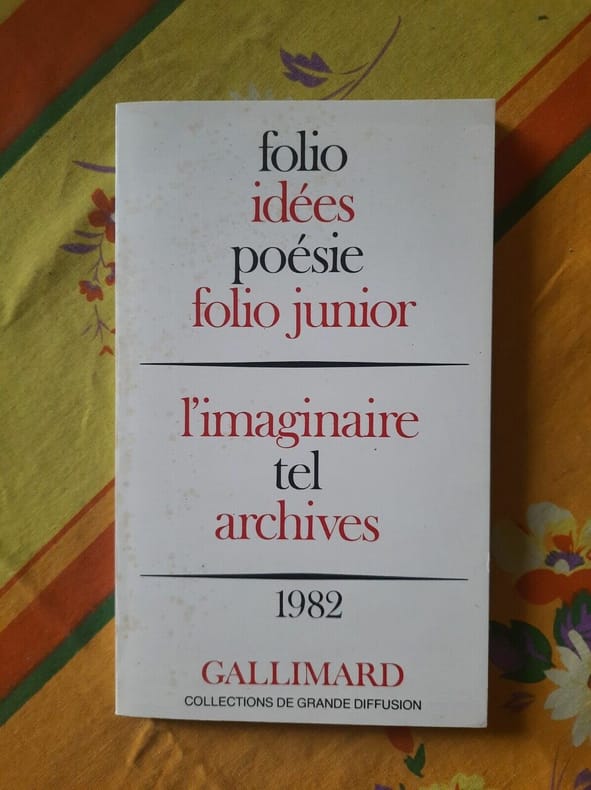 folio
idées
poésie
folio junior
l'imaginaire
tel
archives
1982
GALLIMARD
COLLECTIONS DE GRANDE DIFFUSION